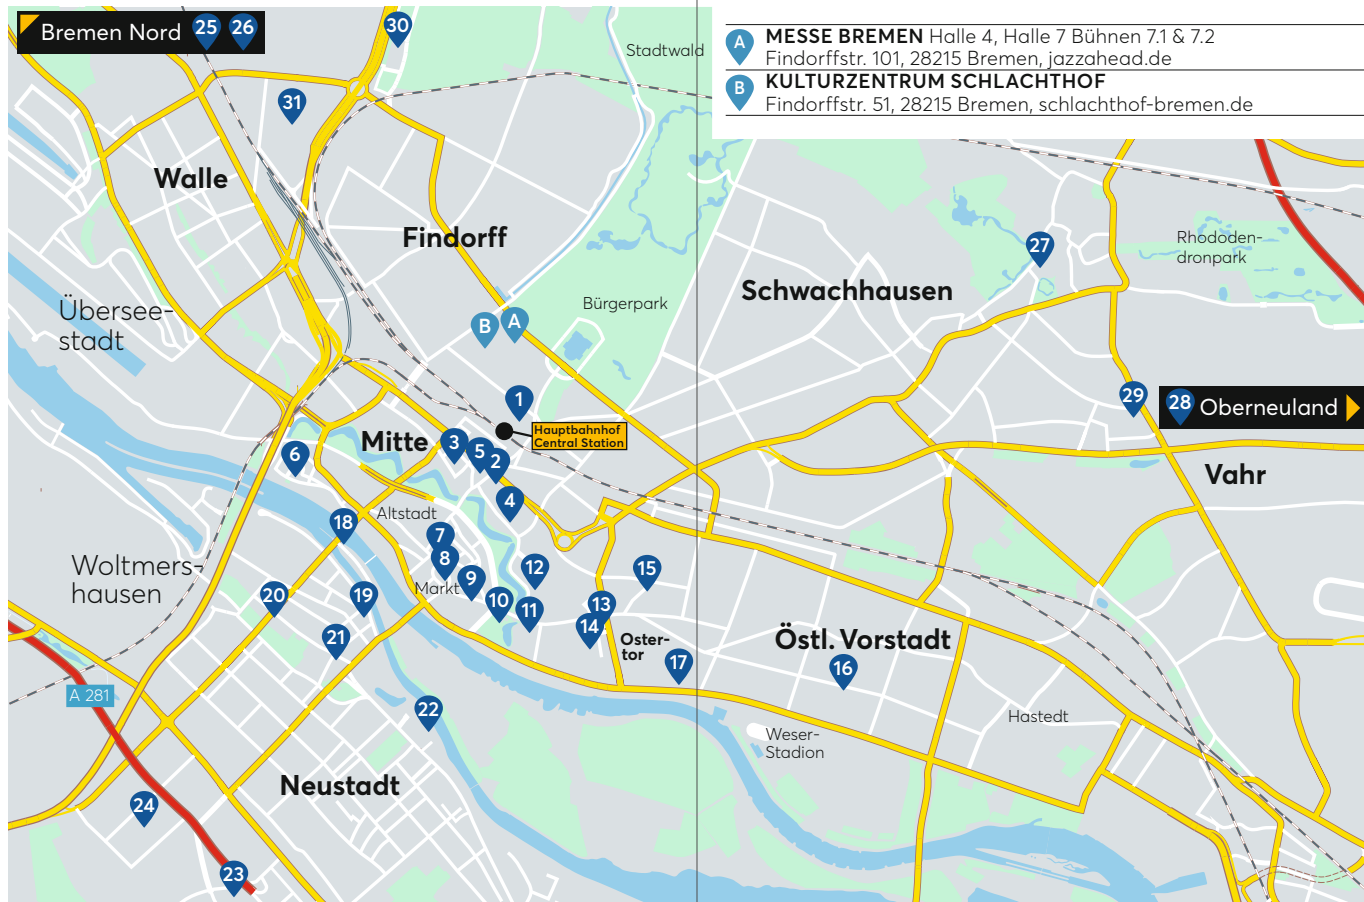 Bremen Nord 25 26
30
Stadtwald
A MESSE BREMEN Halle 4, Halle 7 Bühnen 7.1 & 7.2
Findorffstr. 101, 28215 Bremen, jazzahead.de
B KULTURZENTRUM SCHLACHTHOF
Findorffstr. 51, 28215 Bremen, schlachthof-bremen.de
31
Walle
Findorff
27
Rhododen-
dronpark
Schwachhausen
Bürgerpark
Übersee-
stadt
B A
1
29
28 Oberneuland
Hauptbahnhof
Central Station
Mitte
3
5
2
6
4
Vahr
Altstadt
18
7
8
Markt
9
10
11
12
15
13
14
Woltmers-
hausen
20
19
21
Oster-
tor
17
Östl. Vorstadt
16
A 281
22
Hastedt
Weser-
Stadion
Neustadt
24
23